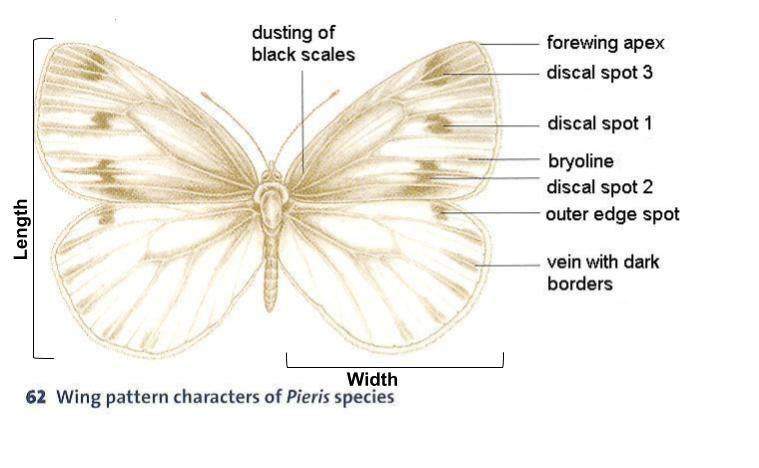 dusting of
black scales
forewing apex
discal spot 3
discal spot 1
bryoline
discal spot 2
outer edge spot
vein with dark
borders
Length
Width
62 Wing pattern characters of Pieris species